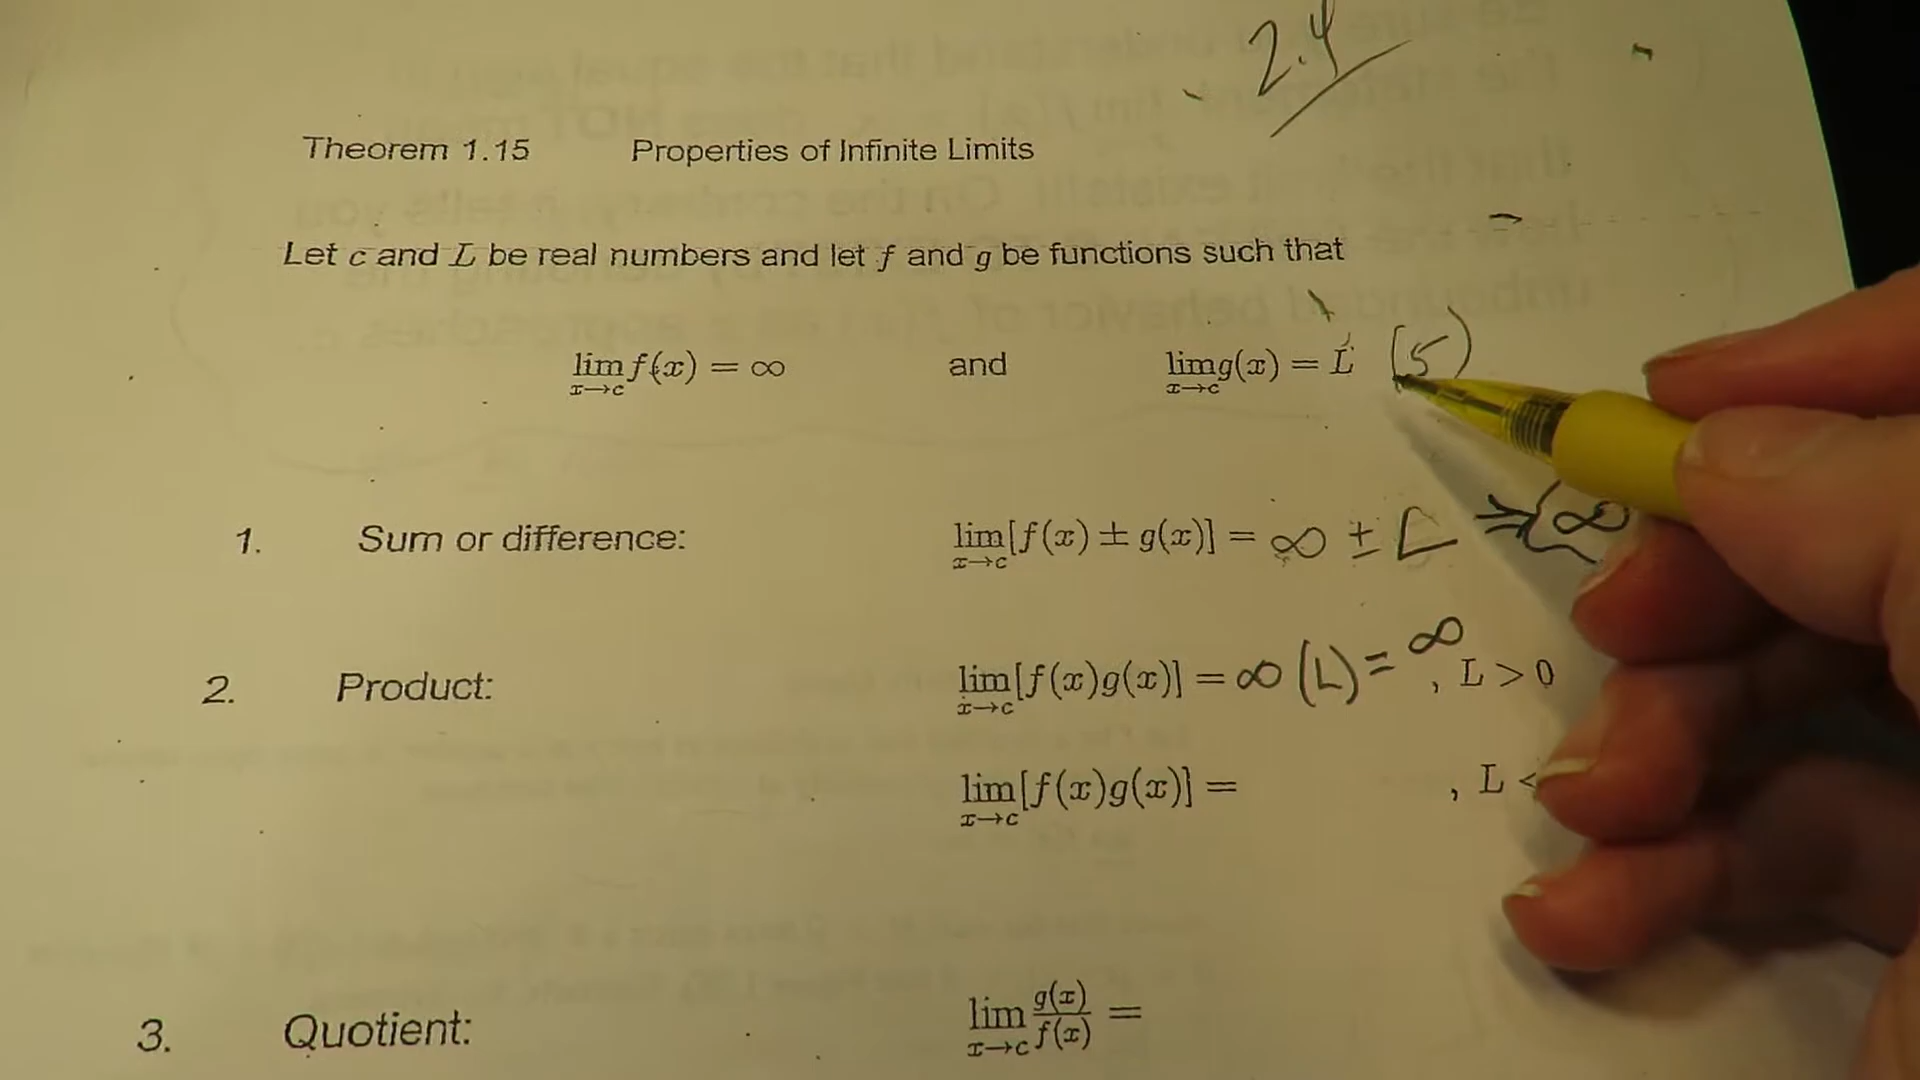 2.4
Theorem 1.15 Properties of Infinite Limits
Let c and L be real numbers and let f and g be functions such that
lim x→c f(x) = ∞ and lim x→c g(x) = L (5)
1. Sum or difference: lim x→c [f(x) ± g(x)] = ∞ ± L ⇒ ∞
2. Product: lim x→c [f(x)g(x)] = ∞ (L) = ∞ , L > 0
lim x→c [f(x)g(x)] = , L <
3. Quotient: lim x→c g(x)/f(x) =